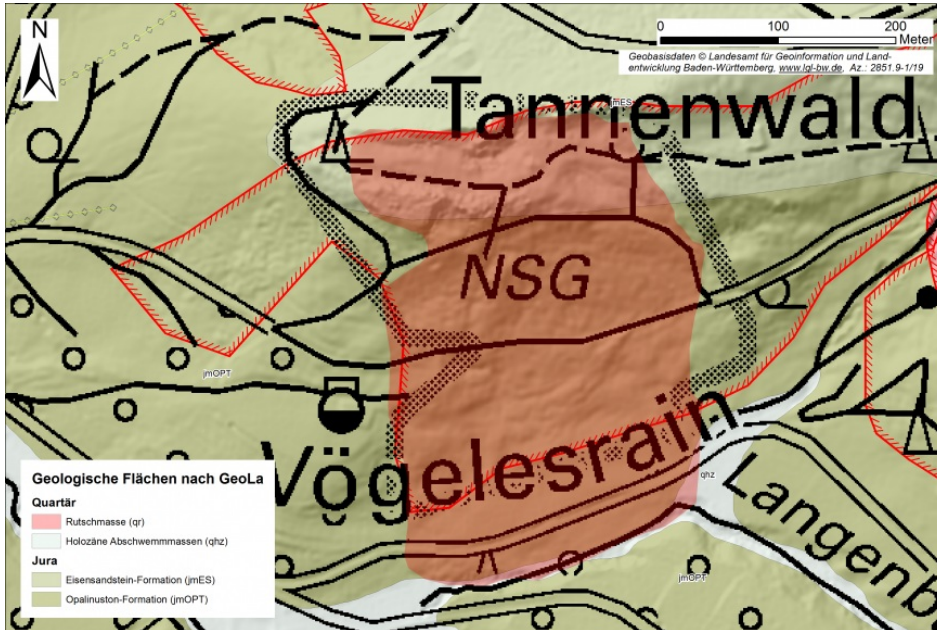 N
0 100 200
Meter
Geobasisdaten © Landesamt für Geoinformation und Land-
entwicklung Baden-Württemberg, www.lgl-bw.de, Az.: 2851.9-1/19
jmES
Tannenwald
NSG
jmOPT
Vögelesrain
qhz
Langenb
jmOPT
Geologische Flächen nach GeoLa
Quartär
Rutschmasse (qr)
Holozäne Abschwemmmassen (qhz)
Jura
Eisensandstein-Formation (jmES)
Opalinuston-Formation (jmOPT)